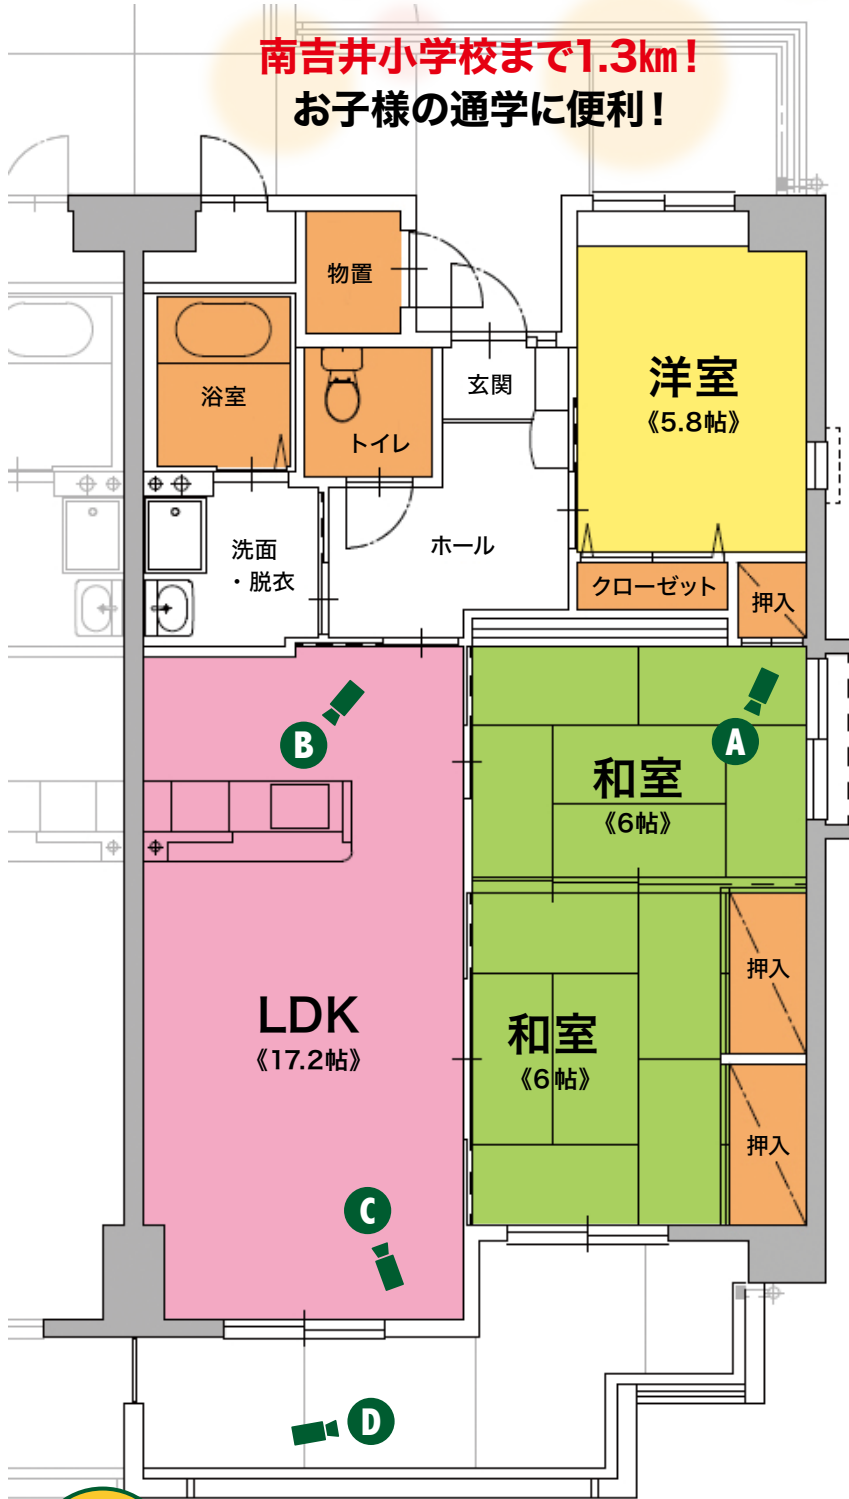 南吉井小学校まで1.3㎞!
お子様の通学に便利!
物置
浴室
トイレ
玄関
洋室
《5.8帖》
洗面
・脱衣
ホール
クローゼット
押入
B
A
和室
《6帖》
押入
LDK
《17.2帖》
和室
《6帖》
押入
C
D